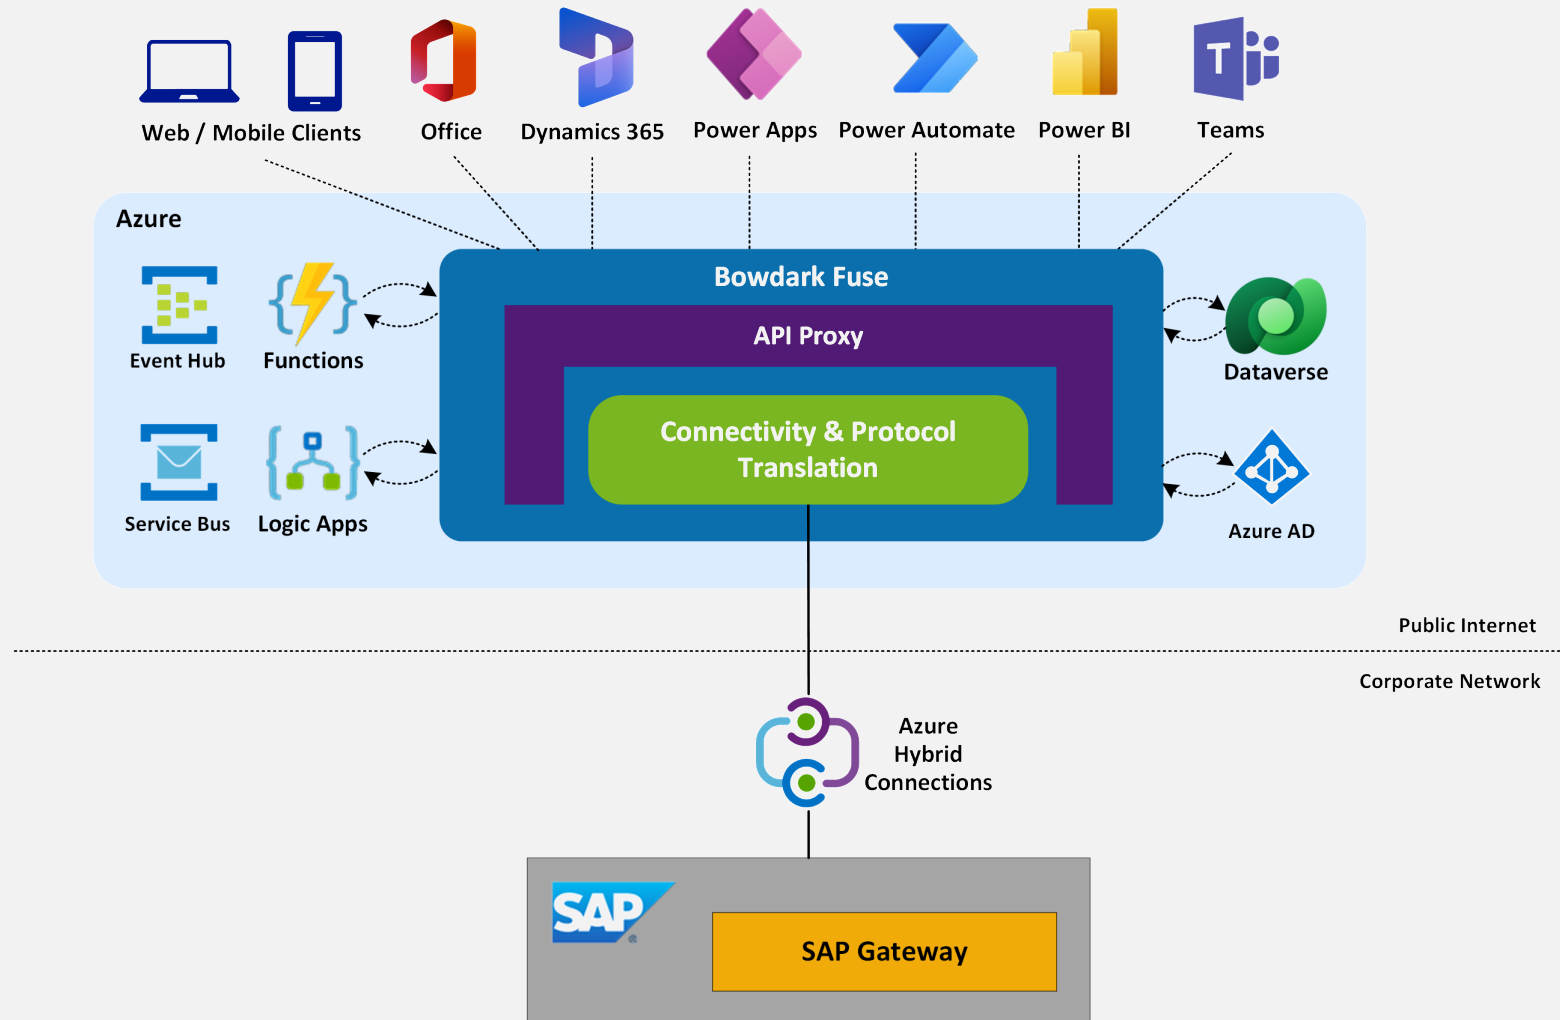 T
Web / Mobile Clients
Office
Dynamics 365
Power Apps
Power Automate
Power BI
Teams
Azure
Bowdark Fuse
API Proxy
Event Hub
Functions
Dataverse
Connectivity & Protocol
Translation
Service Bus
Logic Apps
Azure AD
Public Internet
Corporate Network
Azure
Hybrid
Connections
SAP®
SAP Gateway